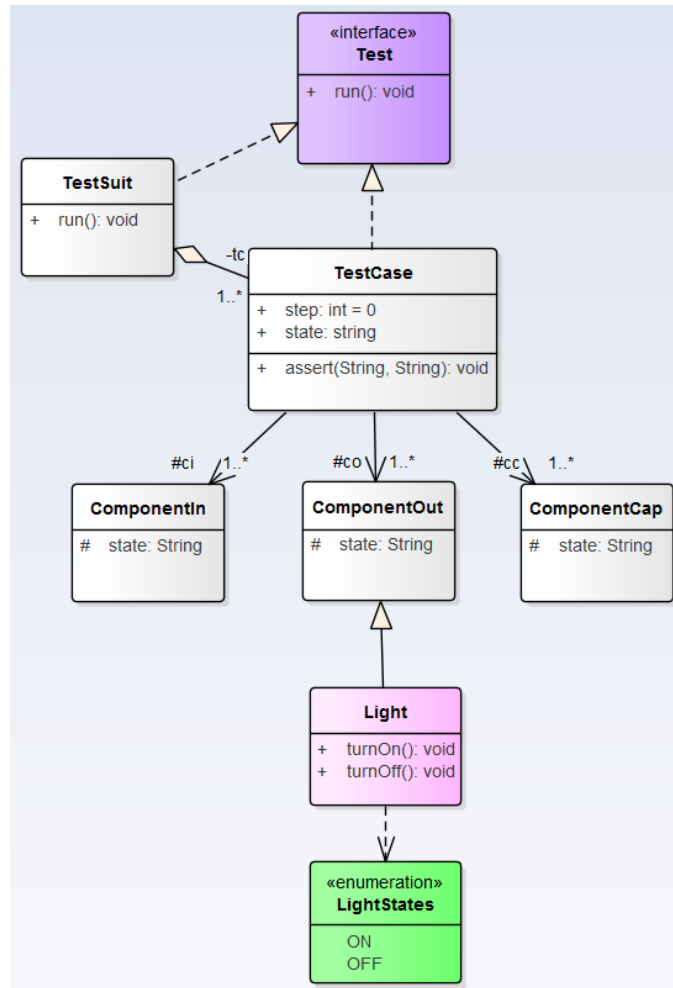 «interface»
Test
+ run(): void
TestSuit
+ run(): void
-tc
1..*
TestCase
+ step: int = 0
+ state: string
+ assert(String, String): void
#ci 1..*
#co 1..*
#cc 1..*
ComponentIn
# state: String
ComponentOut
# state: String
ComponentCap
# state: String
Light
+ turnOn(): void
+ turnOff(): void
«enumeration»
LightStates
ON
OFF